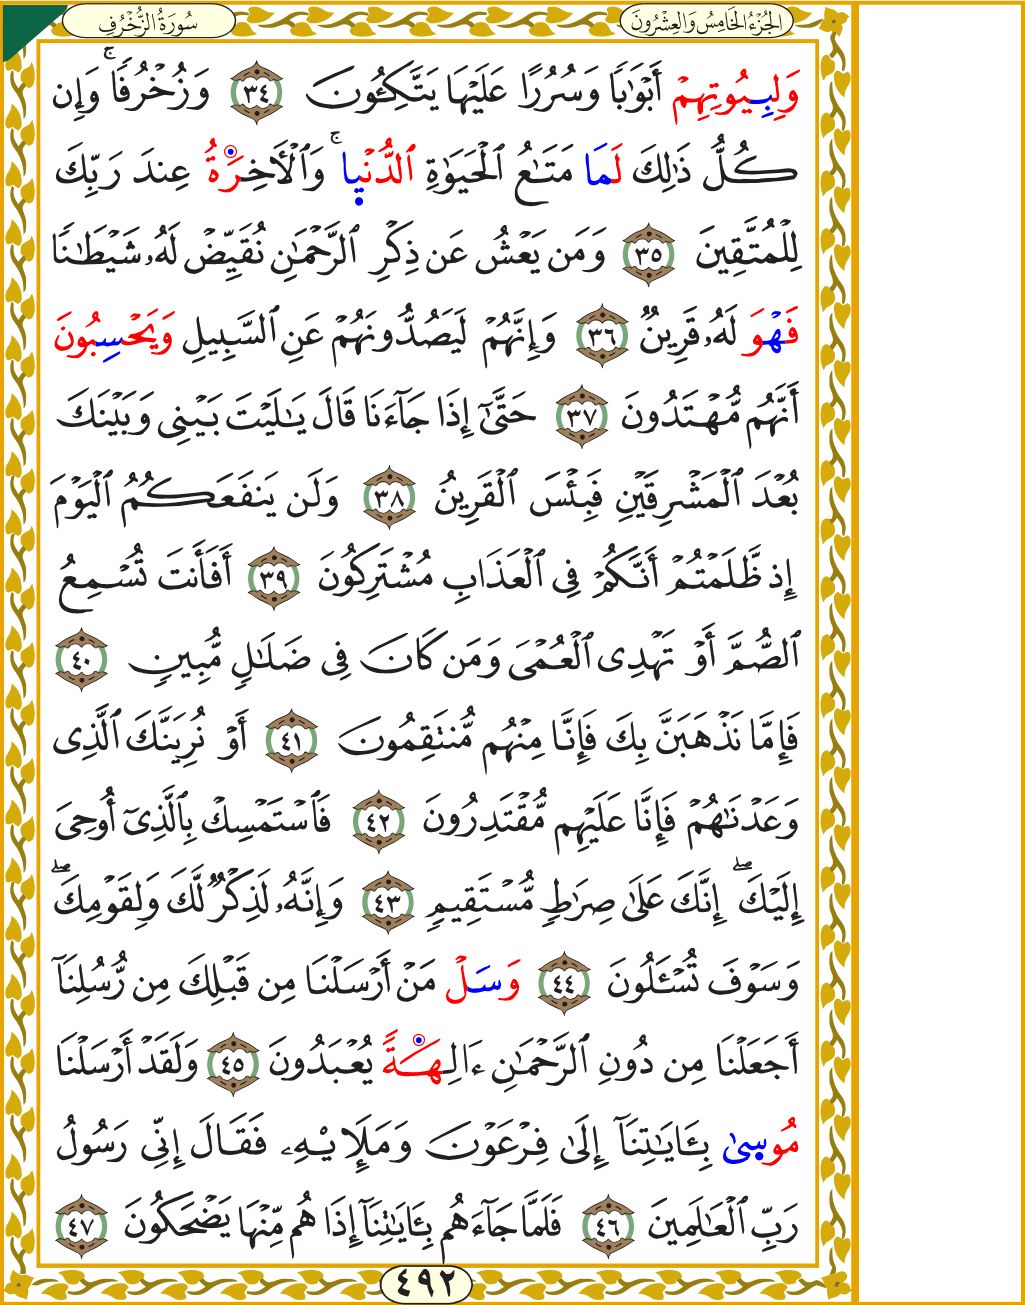 سُورَةُ الزُّخْرُفِ
الجُزْءُ الخَامِسُ وَالعِشْرُونَ
وَلِبِيُوتِهِمْ أَبْوَٰبًا وَسُرُرًا عَلَيْهَا يَتَّكِـُٔونَ ٣٤ وَزُخْرُفًا ۚ وَإِن
كُلُّ ذَٰلِكَ لَمَا مَتَـٰعُ ٱلْحَيَوٰةِ ٱلدُّنْيٜا ۚ وَٱلْأَخِرَةُ عِندَ رَبِّكَ
لِلْمُتَّقِينَ ٣٥ وَمَن يَعْشُ عَن ذِكْرِ ٱلرَّحْمَـٰنِ نُقَيِّضْ لَهُۥ شَيْطَـٰنًا
فَهْوَ لَهُۥ قَرِينٌ ٣٦ وَإِنَّهُمْ لَيَصُدُّونَهُمْ عَنِ ٱلسَّبِيلِ وَيَحْسِبُونَ
أَنَّهُم مُّهْتَدُونَ ٣٧ حَتَّىٰٓ إِذَا جَآءَنَا قَالَ يَـٰلَيْتَ بَيْنِى وَبَيْنَكَ
بُعْدَ ٱلْمَشْرِقَيْنِ فَبِئْسَ ٱلْقَرِينُ ٣٨ وَلَن يَنفَعَكُمُ ٱلْيَوْمَ
إِذ ظَّلَمْتُمْ أَنَّكُمْ فِى ٱلْعَذَابِ مُشْتَرِكُونَ ٣٩ أَفَأَنتَ تُسْمِعُ
ٱلصُّمَّ أَوْ تَهْدِى ٱلْعُمْىَ وَمَن كَانَ فِى ضَلَـٰلٍ مُّبِينٍ ٤٠
فَإِمَّا نَذْهَبَنَّ بِكَ فَإِنَّا مِنْهُم مُّنتَقِمُونَ ٤١ أَوْ نُرِيَنَّكَ ٱلَّذِى
وَعَدْنَـٰهُمْ فَإِنَّا عَلَيْهِم مُّقْتَدِرُونَ ٤٢ فَٱسْتَمْسِكْ بِٱلَّذِىٓ أُوحِىَ
إِلَيْكَ ۖ إِنَّكَ عَلَىٰ صِرَٰطٍ مُّسْتَقِيمٍ ٤٣ وَإِنَّهُۥ لَذِكْرٌ لَّكَ وَلِقَوْمِكَ ۖ
وَسَوْفَ تُسْـَٔلُونَ ٤٤ وَسَلْ مَنْ أَرْسَلْنَا مِن قَبْلِكَ مِن رُّسُلِنَآ
أَجَعَلْنَا مِن دُونِ ٱلرَّحْمَـٰنِ ءَالِهَةً يُعْبَدُونَ ٤٥ وَلَقَدْ أَرْسَلْنَا
مُوسٜىٰ بِـَٔايَـٰتِنَآ إِلَىٰ فِرْعَوْنَ وَمَلَإِي۟هِۦ فَقَالَ إِنِّى رَسُولُ
رَبِّ ٱلْعَـٰلَمِينَ ٤٦ فَلَمَّا جَآءَهُم بِـَٔايَـٰتِنَآ إِذَا هُم مِّنْهَا يَضْحَكُونَ ٤٧
٤٩٢